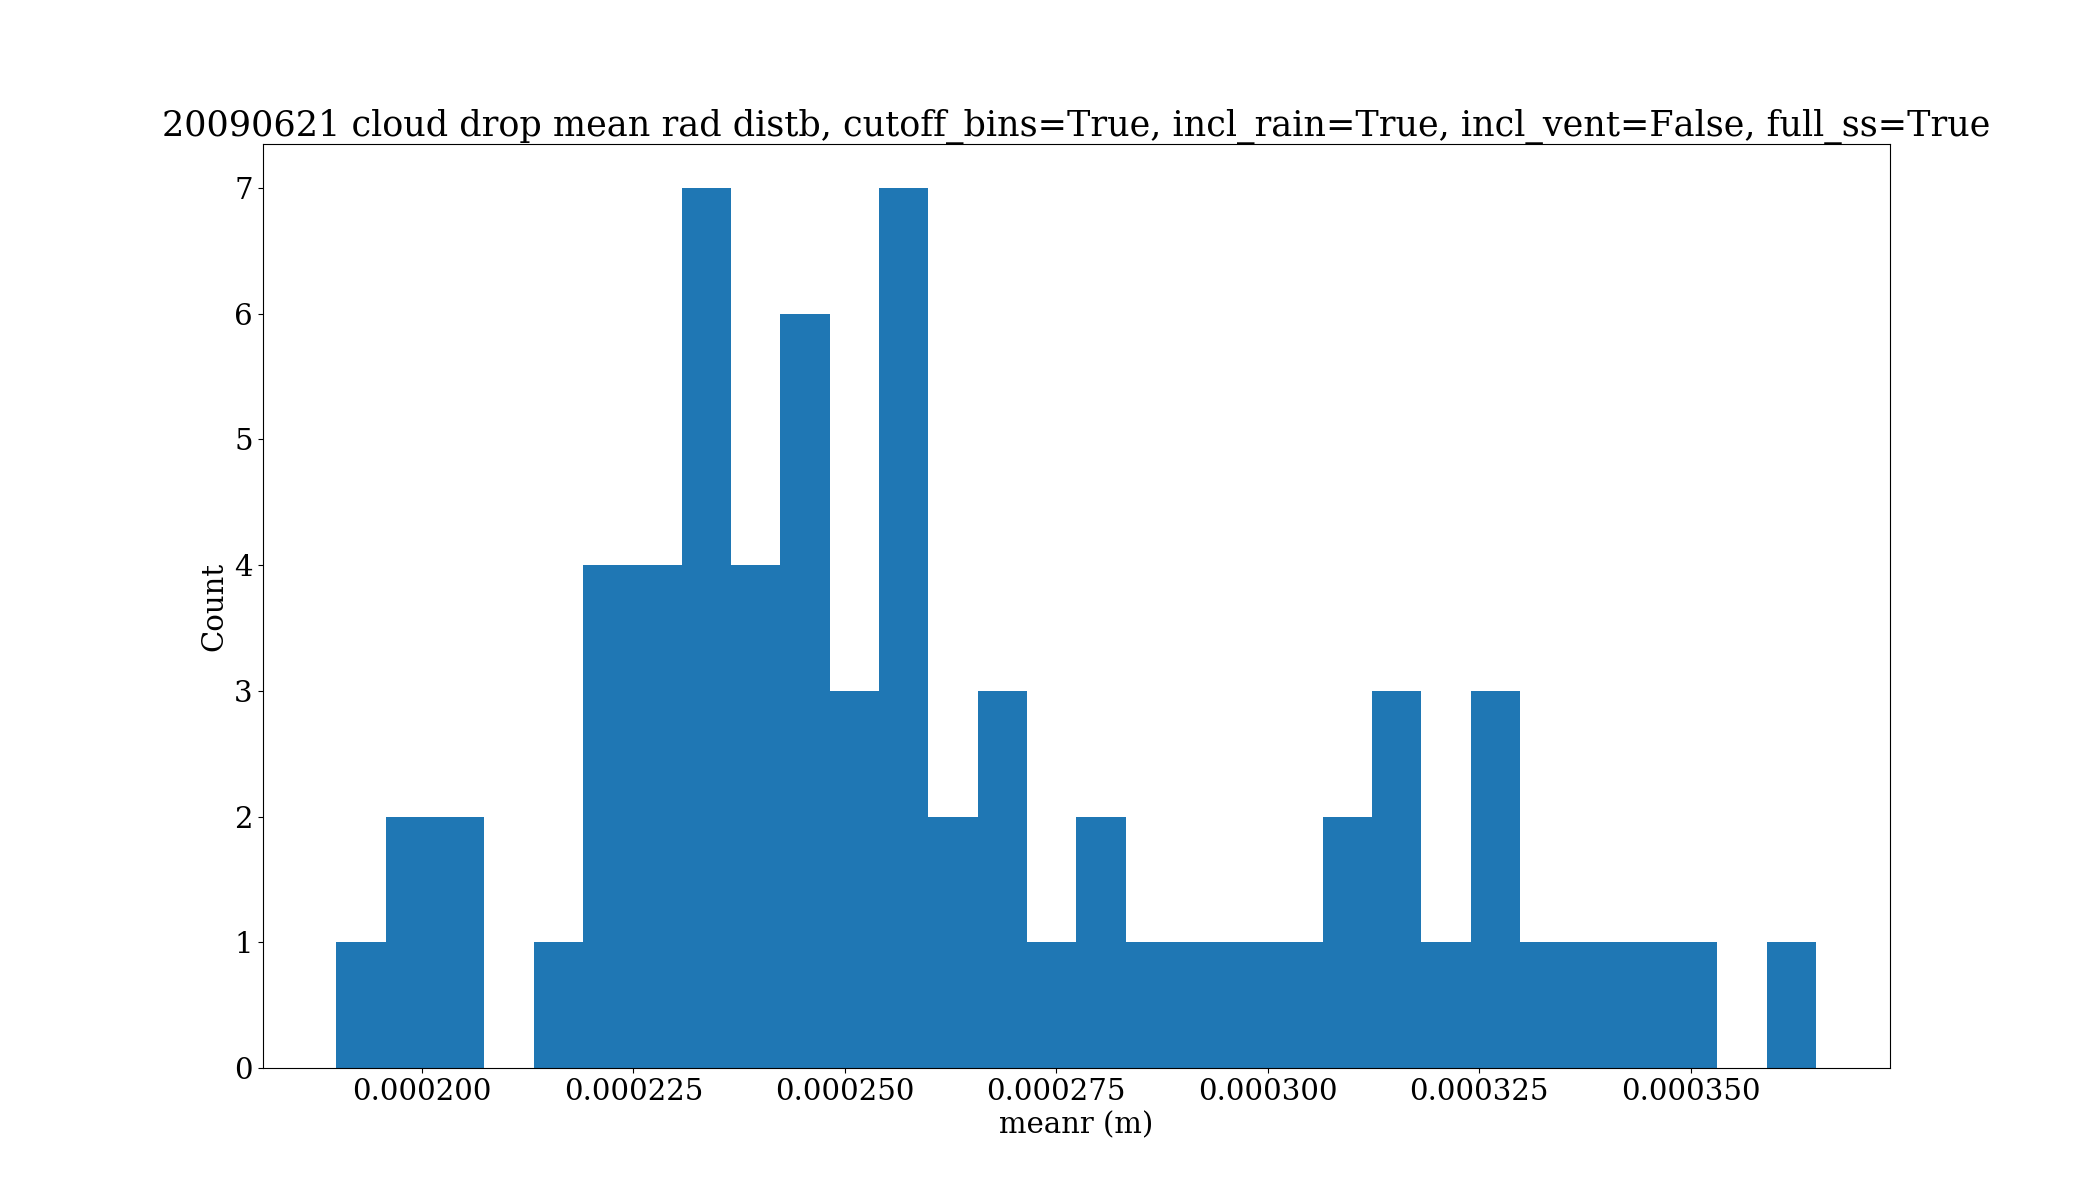 20090621 cloud drop mean rad distb, cutoff_bins=True, incl_rain=True, incl_vent=False, full_ss=True
7
6
5
4
3
2
1
0
Count
0.000200 0.000225 0.000250 0.000275 0.000300 0.000325 0.000350
meanr (m)